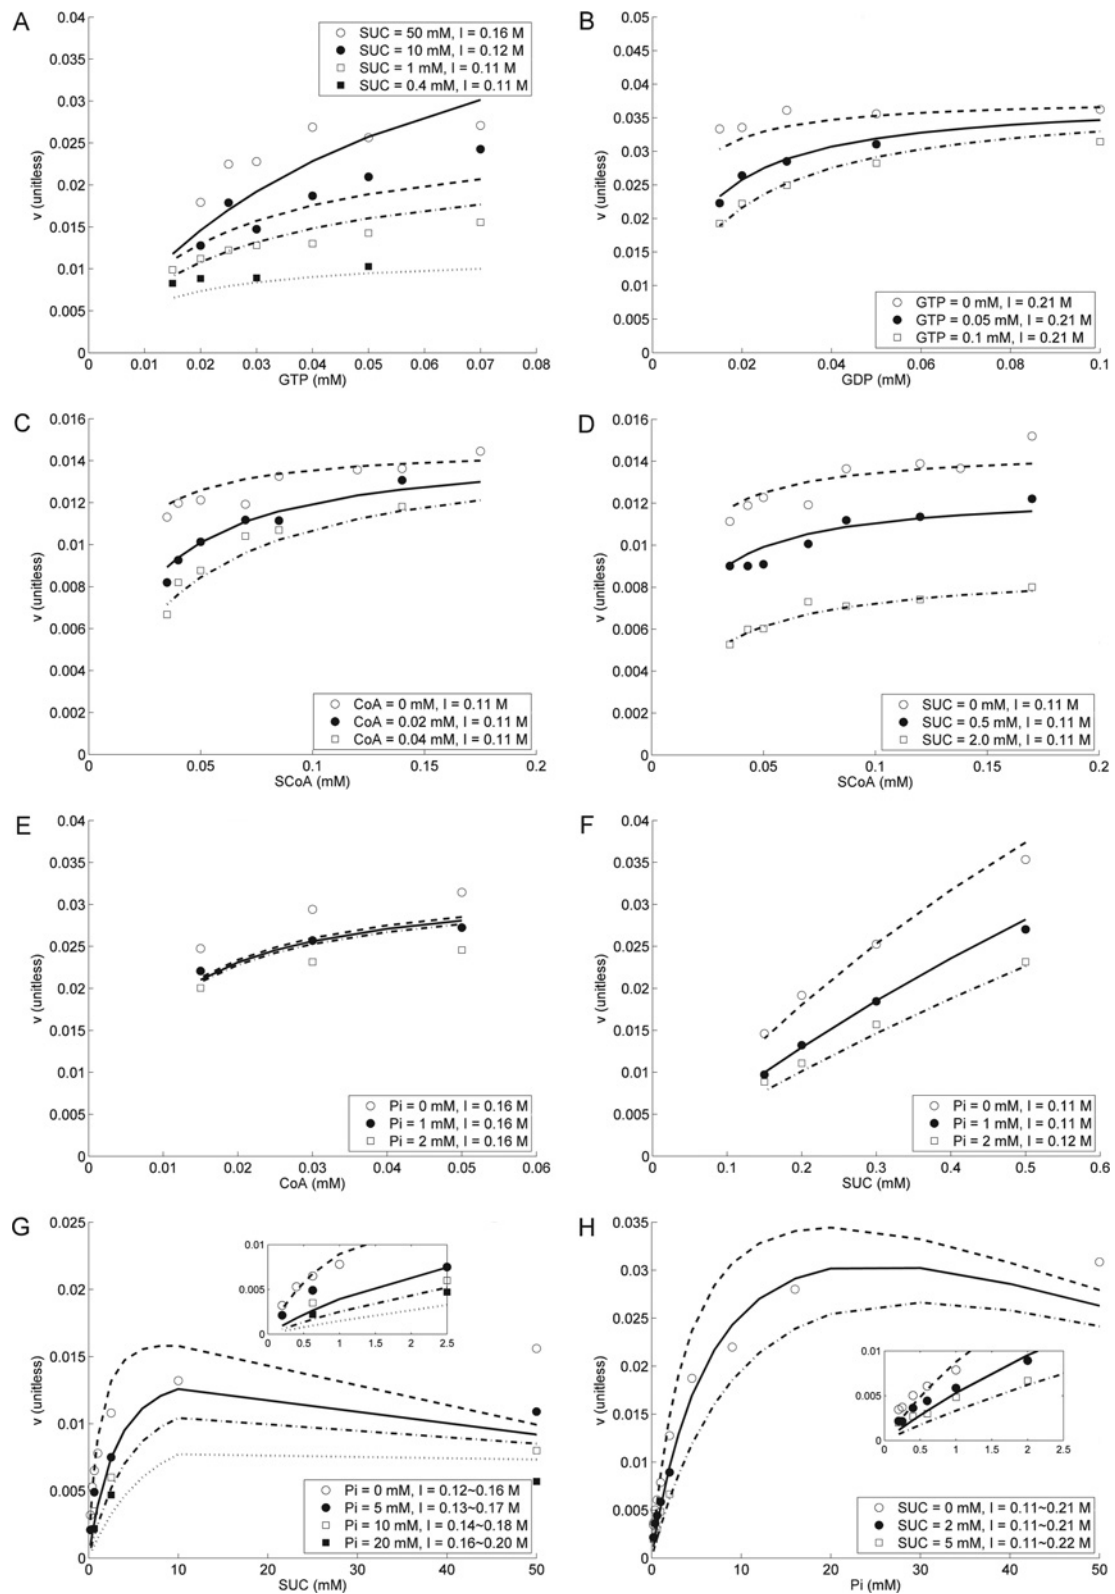 A
0.04
0.035
0.03
0.025
0.02
0.015
0.01
0.005
0
v (unitless)
SUC = 50 mM, I = 0.16 M
SUC = 10 mM, I = 0.12 M
SUC = 1 mM, I = 0.11 M
SUC = 0.4 mM, I = 0.11 M
0 0.01 0.02 0.03 0.04 0.05 0.06 0.07 0.08
GTP (mM)
B
0.05
0.045
0.04
0.035
0.03
0.025
0.02
0.015
0.01
0.005
0
v (unitless)
GTP = 0 mM, I = 0.21 M
GTP = 0.05 mM, I = 0.21 M
GTP = 0.1 mM, I = 0.21 M
0 0.02 0.04 0.06 0.08 0.1
GDP (mM)
C
0.016
0.014
0.012
0.01
0.008
0.006
0.004
0.002
0
v (unitless)
CoA = 0 mM, I = 0.11 M
CoA = 0.02 mM, I = 0.11 M
CoA = 0.04 mM, I = 0.11 M
0 0.05 0.1 0.15 0.2
SCoA (mM)
D
0.016
0.014
0.012
0.01
0.008
0.006
0.004
0.002
0
v (unitless)
SUC = 0 mM, I = 0.11 M
SUC = 0.5 mM, I = 0.11 M
SUC = 2.0 mM, I = 0.11 M
0 0.05 0.1 0.15 0.2
SCoA (mM)
E
0.04
0.035
0.03
0.025
0.02
0.015
0.01
0.005
0
v (unitless)
Pi = 0 mM, I = 0.16 M
Pi = 1 mM, I = 0.16 M
Pi = 2 mM, I = 0.16 M
0 0.01 0.02 0.03 0.04 0.05 0.06
CoA (mM)
F
0.04
0.035
0.03
0.025
0.02
0.015
0.01
0.005
0
v (unitless)
Pi = 0 mM, I = 0.11 M
Pi = 1 mM, I = 0.11 M
Pi = 2 mM, I = 0.12 M
0 0.1 0.2 0.3 0.4 0.5 0.6
SUC (mM)
G
0.025
0.02
0.015
0.01
0.005
0
v (unitless)
0.01
0.005
0
0 0.5 1 1.5 2 2.5
Pi = 0 mM, I = 0.12~0.16 M
Pi = 5 mM, I = 0.13~0.17 M
Pi = 10 mM, I = 0.14~0.18 M
Pi = 20 mM, I = 0.16~0.20 M
0 10 20 30 40 50
SUC (mM)
H
0.035
0.03
0.025
0.02
0.015
0.01
0.005
0
v (unitless)
0.01
0.005
0
0 0.5 1 1.5 2 2.5
SUC = 0 mM, I = 0.11~0.21 M
SUC = 2 mM, I = 0.11~0.21 M
SUC = 5 mM, I = 0.11~0.22 M
0 10 20 30 40 50
Pi (mM)